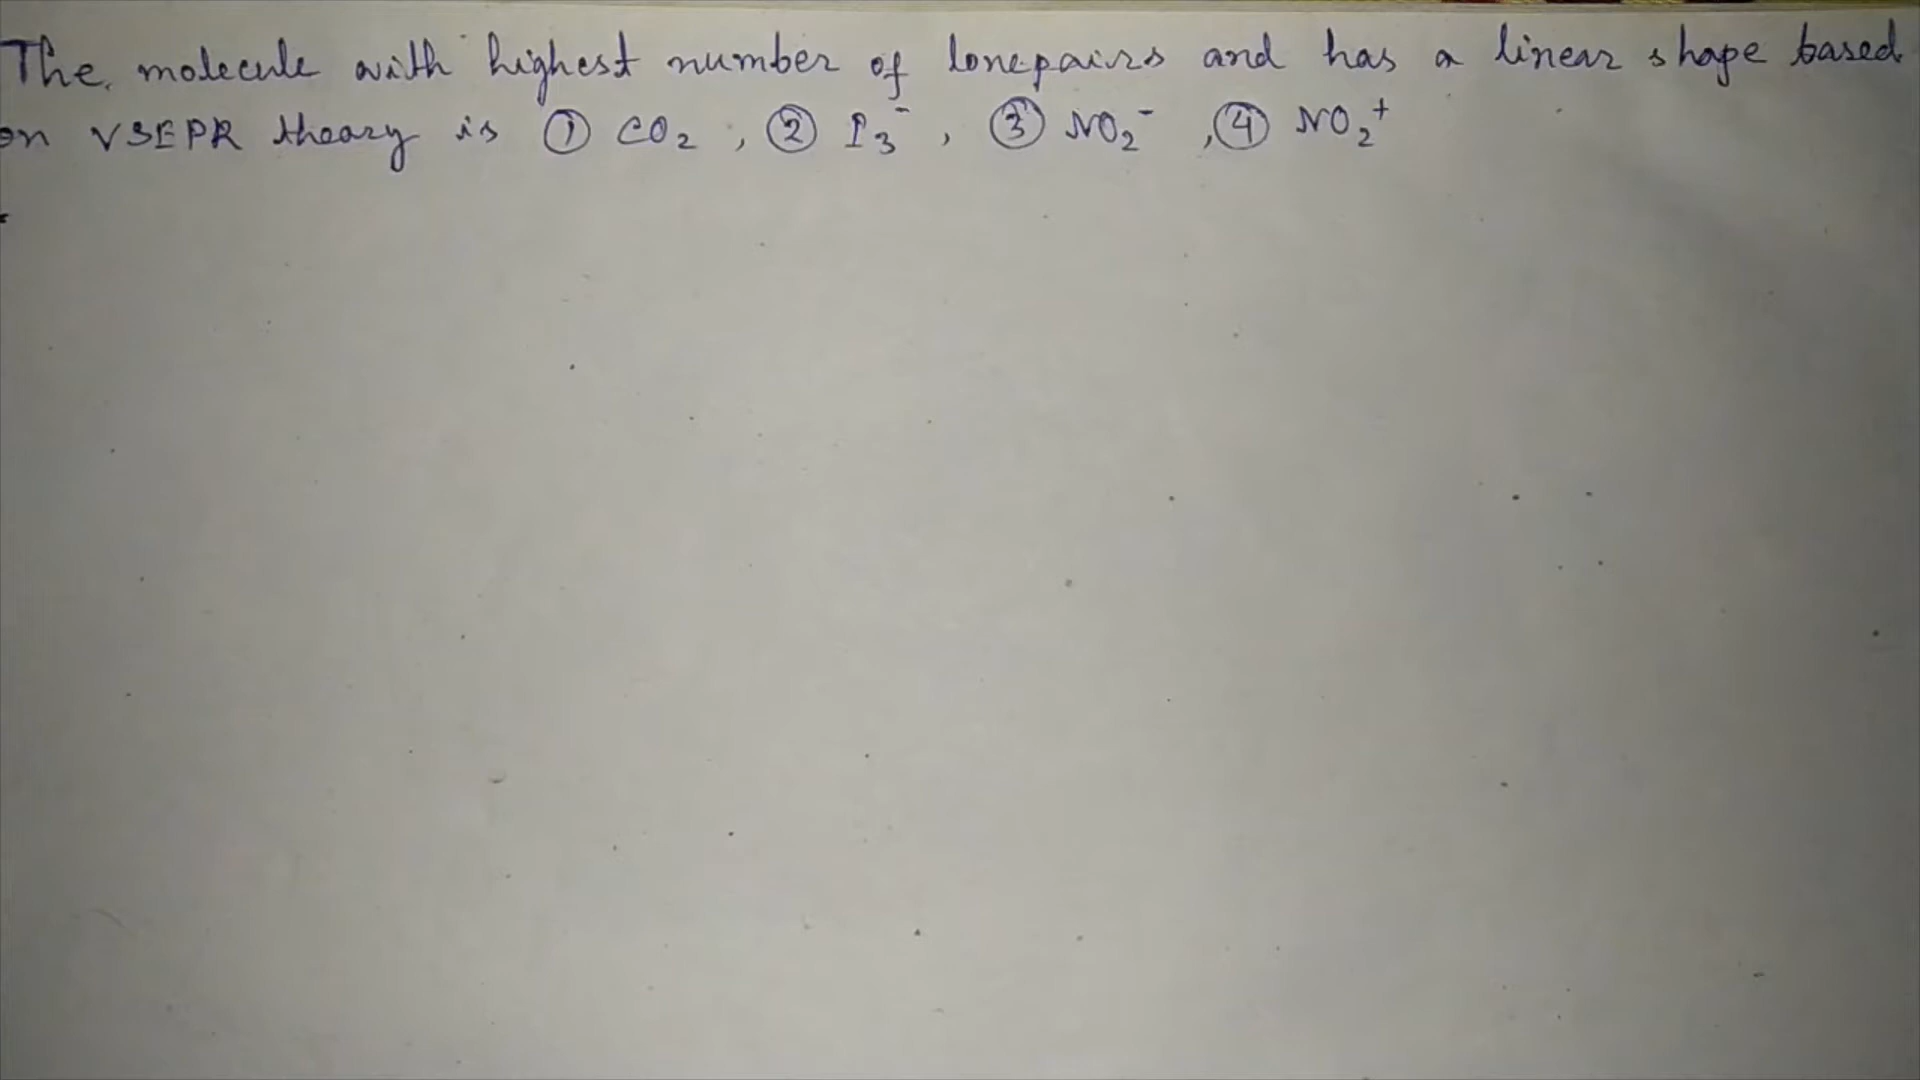 The molecule with highest number of lonepairs and has a linear shape based
on VSEPR theory is ① CO₂ , ② I₃⁻ , ③ NO₂⁻ , ④ NO₂⁺